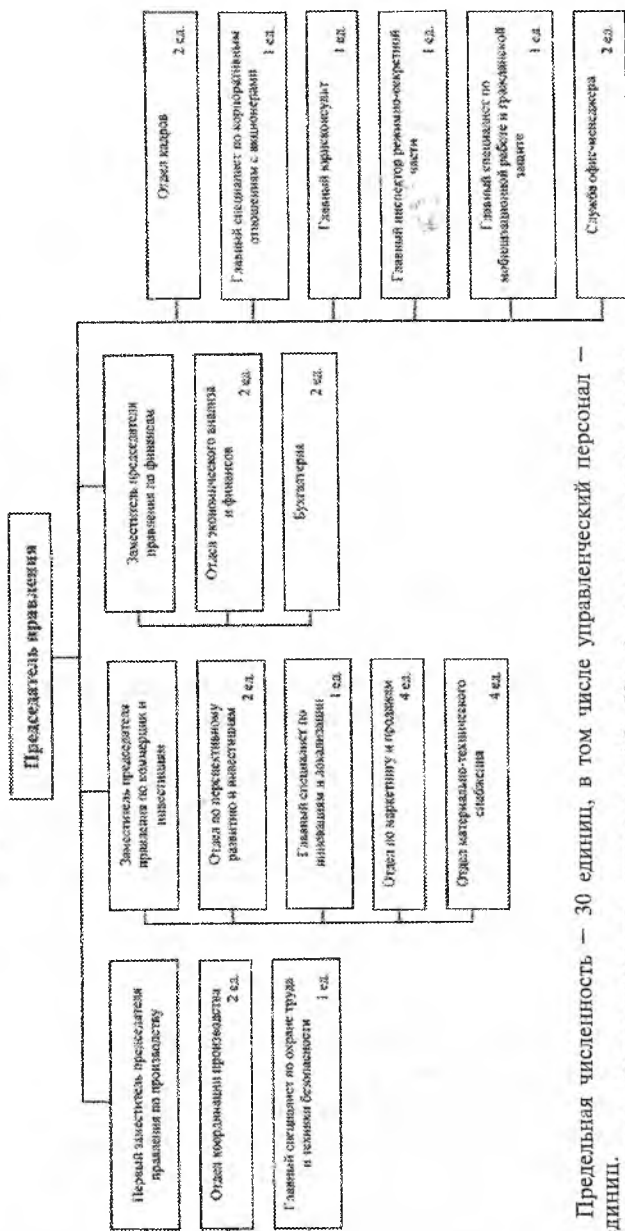 Председатель правления
Первый заместитель председателя
правления по производству
Отдел координации производства
2 ед.
Главный специалист по охране труда
и техники безопасности
1 ед.
Заместитель председателя
правления по коммерции и
инвестициям
Отдел по перспективному
развитию и инвестициям
2 ед.
Главный специалист по
инновациям и локализации
1 ед.
Отдел по маркетингу и продажам
4 ед.
Отдел материально-технического
снабжения
4 ед.
Заместитель председателя
правления по финансам
Отдел экономического анализа
и финансов
2 ед.
Бухгалтерия
2 ед.
Отдел кадров
2 ед.
Главный специалист по корпоративным
отношениям с акционерами
1 ед.
Главный юрисконсульт
1 ед.
Главный инспектор режимно-секретной
части
1 ед.
Главный специалист по
мобилизационной работе и гражданской
защите
1 ед.
Служба офис-менеджера
2 ед.
Предельная численность – 30 единиц, в том числе управленческий персонал –
диниц.